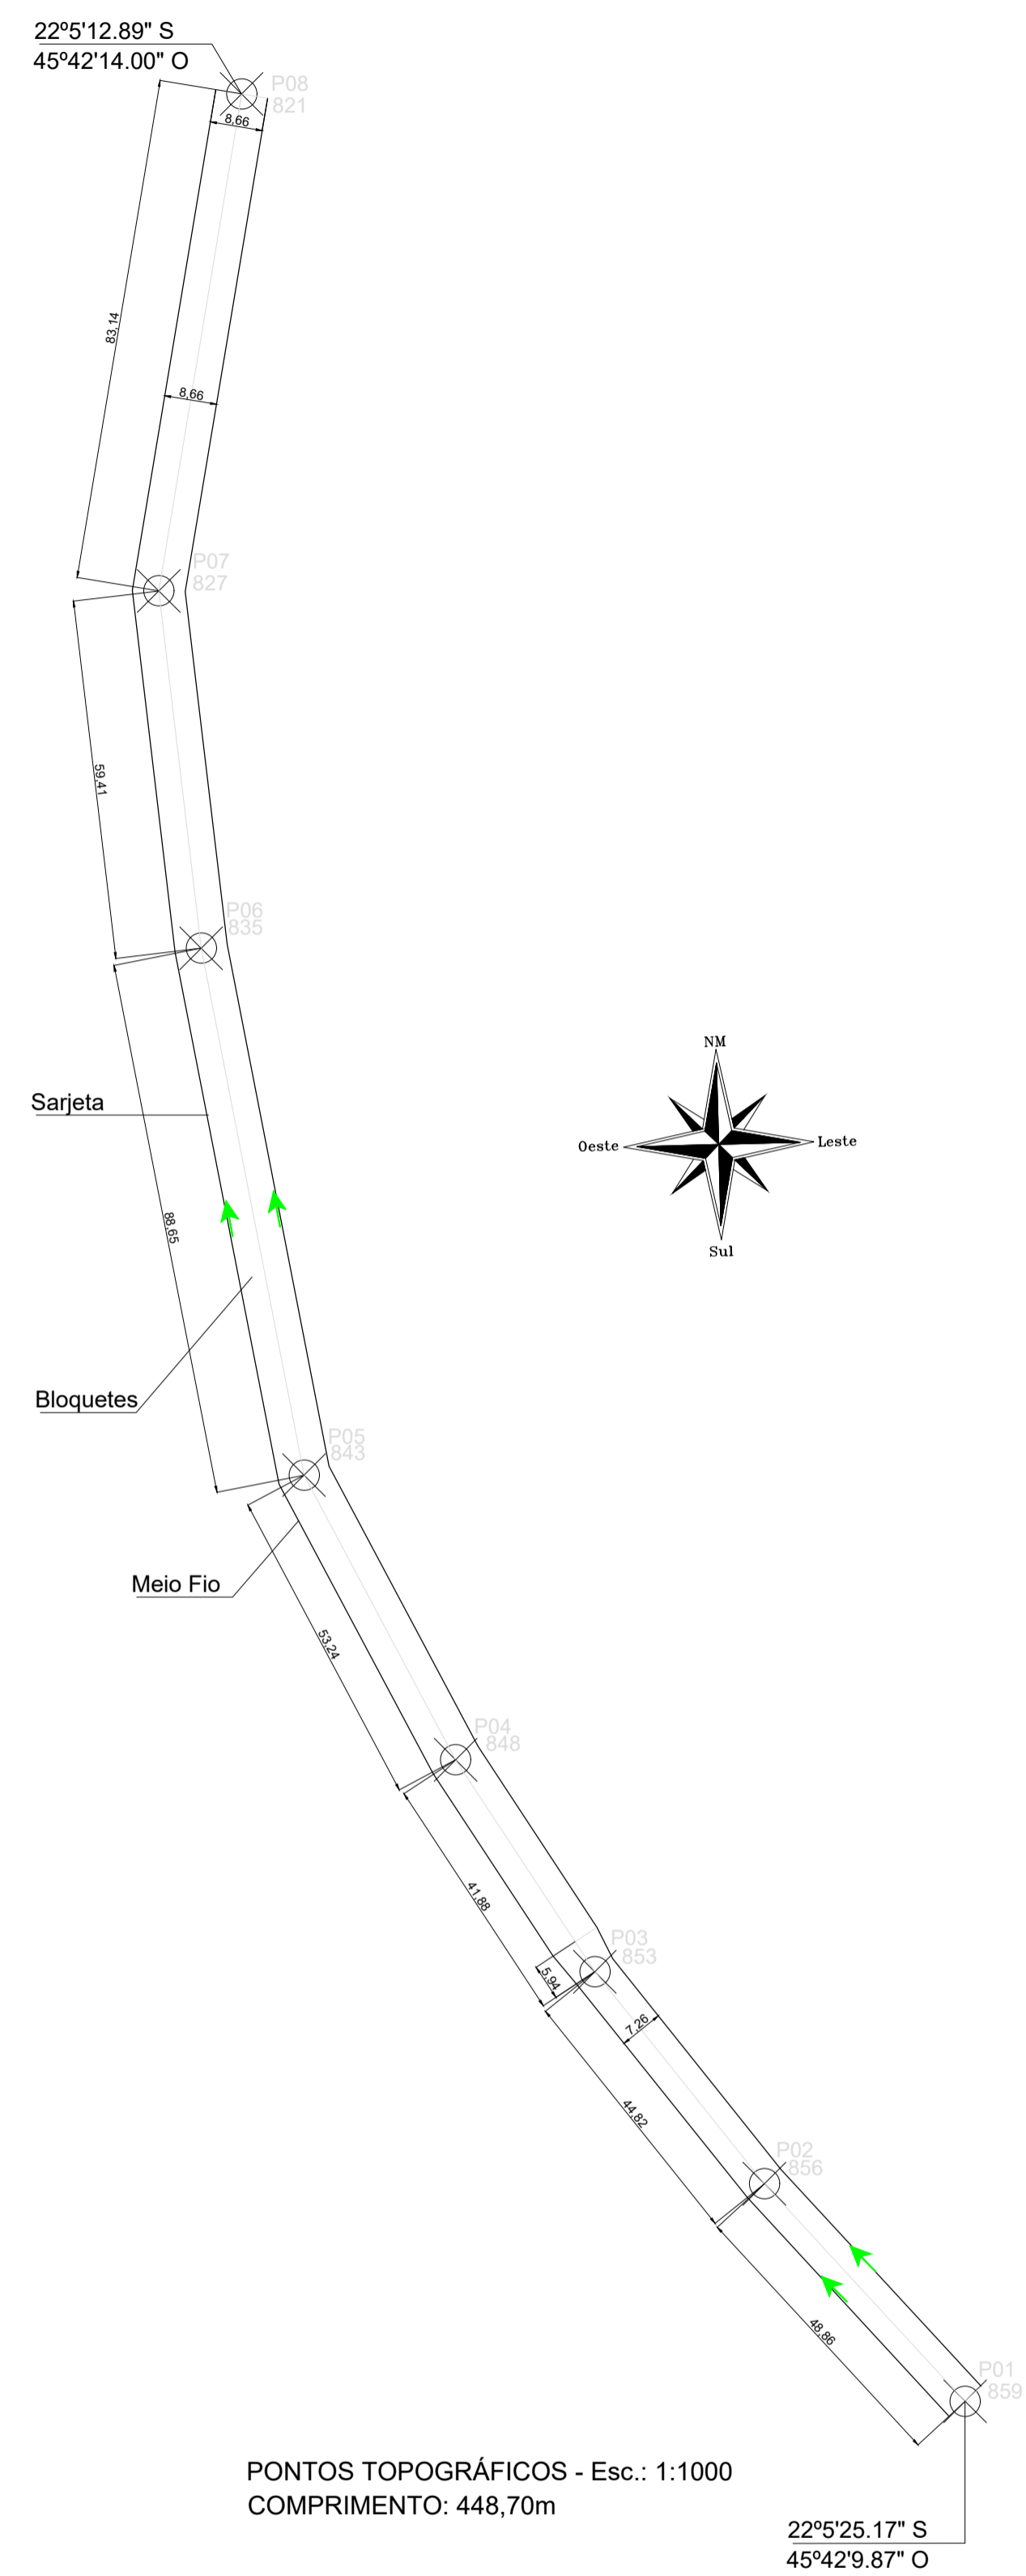 22º5'12.89" S
45º42'14.00" O
P08
821
8,66
83,14
8,66
P07
827
59,41
P06
835
NM
Oeste
Leste
Sul
Sarjeta
88,65
Bloquetes
P05
843
Meio Fio
53,24
P04
848
41,88
P03
853
5,94
7,26
44,82
P02
856
48,86
P01
859
PONTOS TOPOGRÁFICOS - Esc.: 1:1000
COMPRIMENTO: 448,70m
22º5'25.17" S
45º42'9.87" O